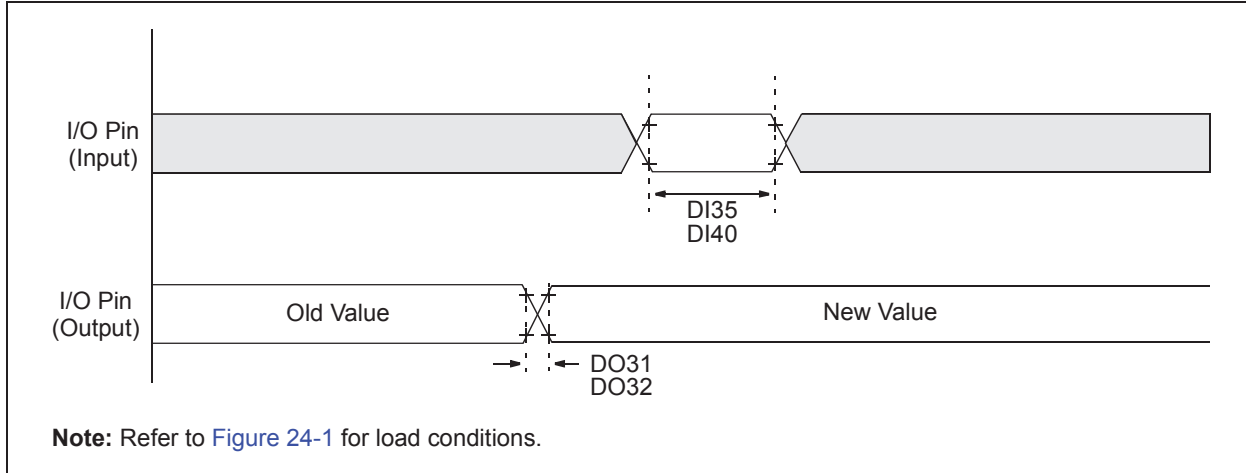 I/O Pin
(Input)
DI35
DI40
I/O Pin
(Output)
Old Value
New Value
DO31
DO32
Note: Refer to Figure 24-1 for load conditions.